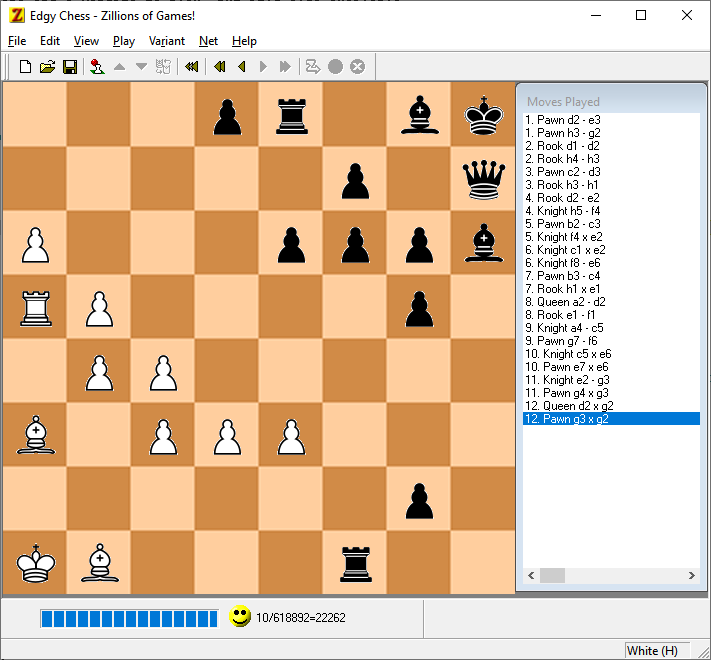 Edgy Chess - Zillions of Games!
File Edit View Play Variant Net Help
Moves Played
1. Pawn d2 - e3
1. Pawn h3 - g2
2. Rook d1 - d2
2. Rook h4 - h3
3. Pawn c2 - d3
3. Rook h3 - h1
4. Rook d2 - e2
4. Knight h5 - f4
5. Pawn b2 - c3
5. Knight f4 x e2
6. Knight c1 x e2
6. Knight f8 - e6
7. Pawn b3 - c4
7. Rook h1 x e1
8. Queen a2 - d2
8. Rook e1 - f1
9. Knight a4 - c5
9. Pawn g7 - f6
10. Knight c5 x e6
10. Pawn e7 x e6
11. Knight e2 - g3
11. Pawn g4 x g3
12. Queen d2 x g2
12. Pawn g3 x g2
10/618892=22262
White (H)